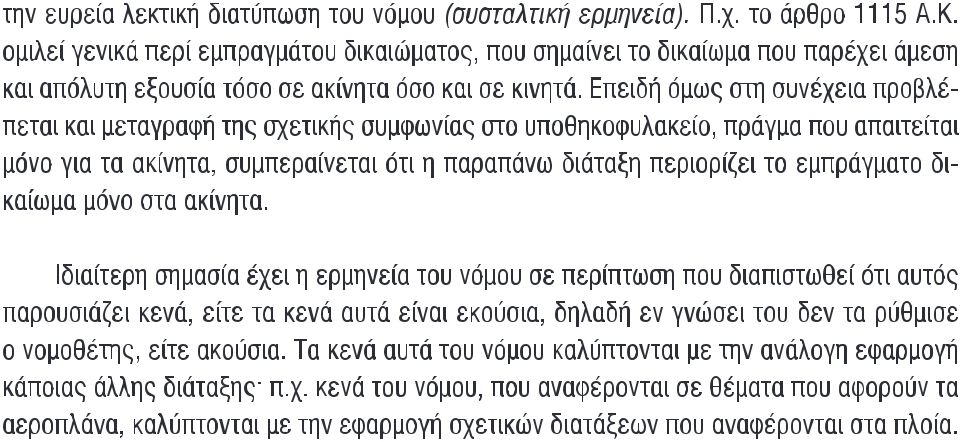 την ευρεία λεκτική διατύπωση του νόμου (συσταλτική ερμηνεία). Π.χ. το άρθρο 1115 Α.Κ.
ομιλεί γενικά περί εμπραγμάτου δικαιώματος, που σημαίνει το δικαίωμα που παρέχει άμεση
και απόλυτη εξουσία τόσο σε ακίνητα όσο και σε κινητά. Επειδή όμως στη συνέχεια προβλέ-
πεται και μεταγραφή της σχετικής συμφωνίας στο υποθηκοφυλακείο, πράγμα που απαιτείται
μόνο για τα ακίνητα, συμπεραίνεται ότι η παραπάνω διάταξη περιορίζει το εμπράγματο δι-
καίωμα μόνο στα ακίνητα.
Ιδιαίτερη σημασία έχει η ερμηνεία του νόμου σε περίπτωση που διαπιστωθεί ότι αυτός
παρουσιάζει κενά, είτε τα κενά αυτά είναι εκούσια, δηλαδή εν γνώσει του δεν τα ρύθμισε
ο νομοθέτης, είτε ακούσια. Τα κενά αυτά του νόμου καλύπτονται με την ανάλογη εφαρμογή
κάποιας άλλης διάταξης· π.χ. κενά του νόμου, που αναφέρονται σε θέματα που αφορούν τα
αεροπλάνα, καλύπτονται με την εφαρμογή σχετικών διατάξεων που αναφέρονται στα πλοία.